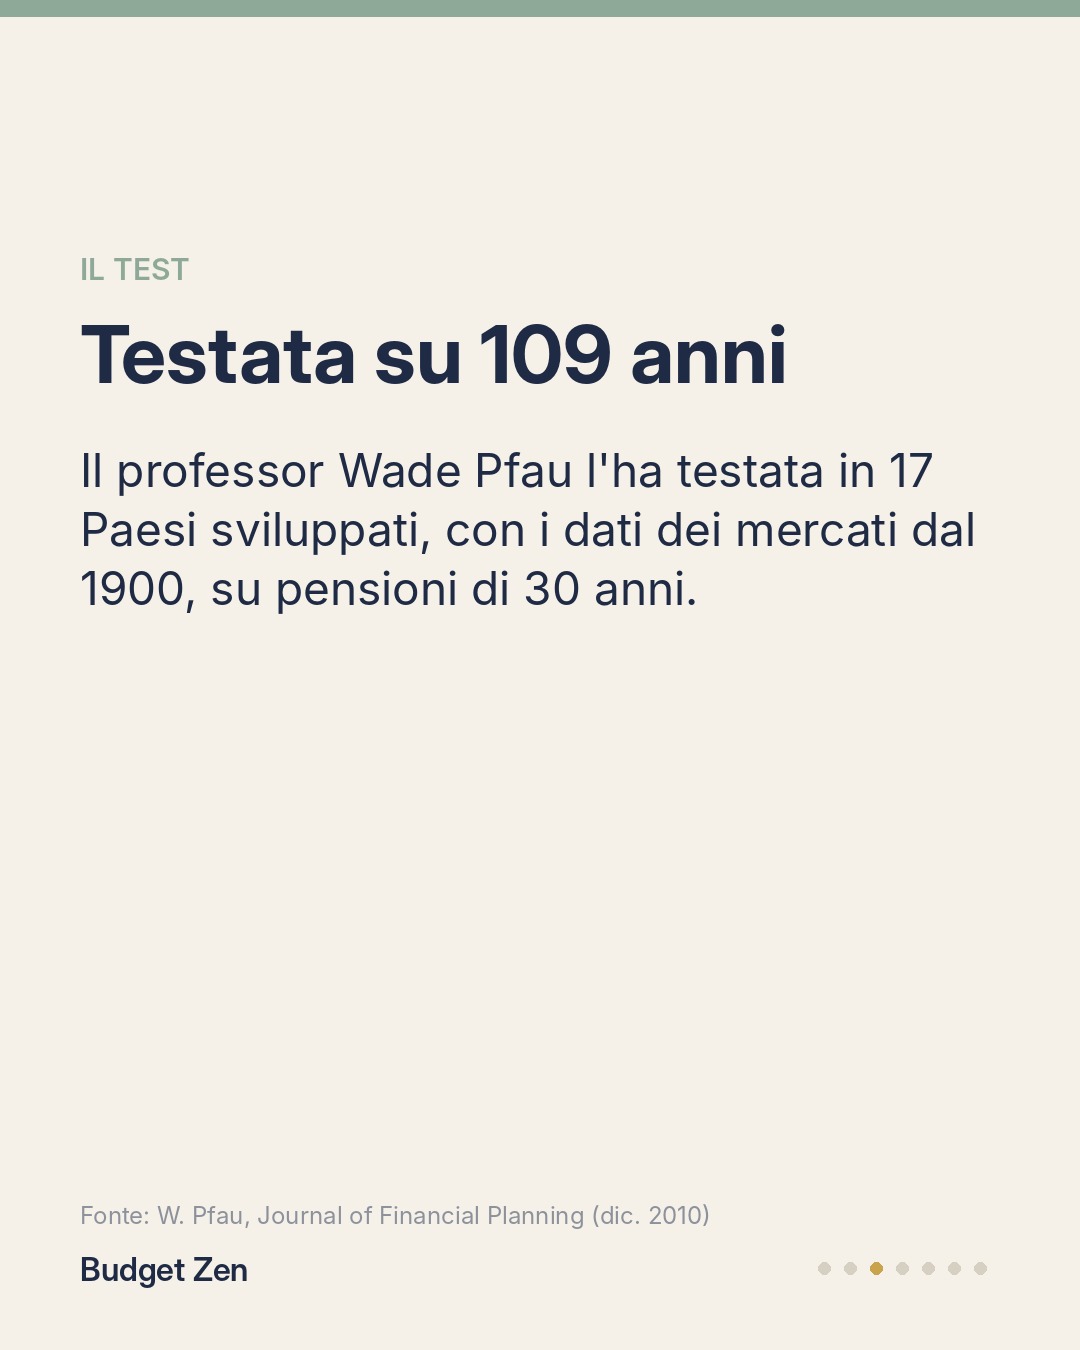 IL TEST
Testata su 109 anni
Il professor Wade Pfau l'ha testata in 17
Paesi sviluppati, con i dati dei mercati dal
1900, su pensioni di 30 anni.
Fonte: W. Pfau, Journal of Financial Planning (dic. 2010)
Budget Zen